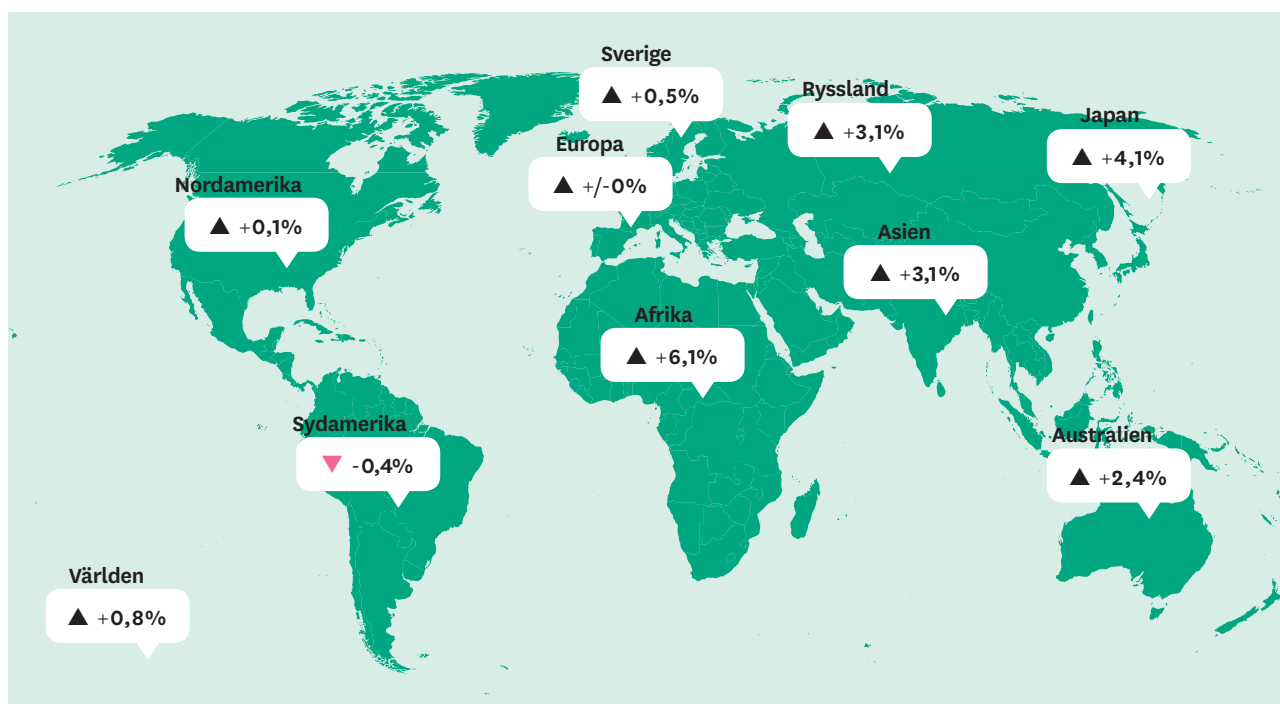 Sverige
▲ +0,5%
Ryssland
▲ +3,1%
Japan
▲ +4,1%
Europa
▲ +/-0%
Nordamerika
▲ +0,1%
Asien
▲ +3,1%
Afrika
▲ +6,1%
Sydamerika
▼ -0,4%
Australien
▲ +2,4%
Världen
▲ +0,8%